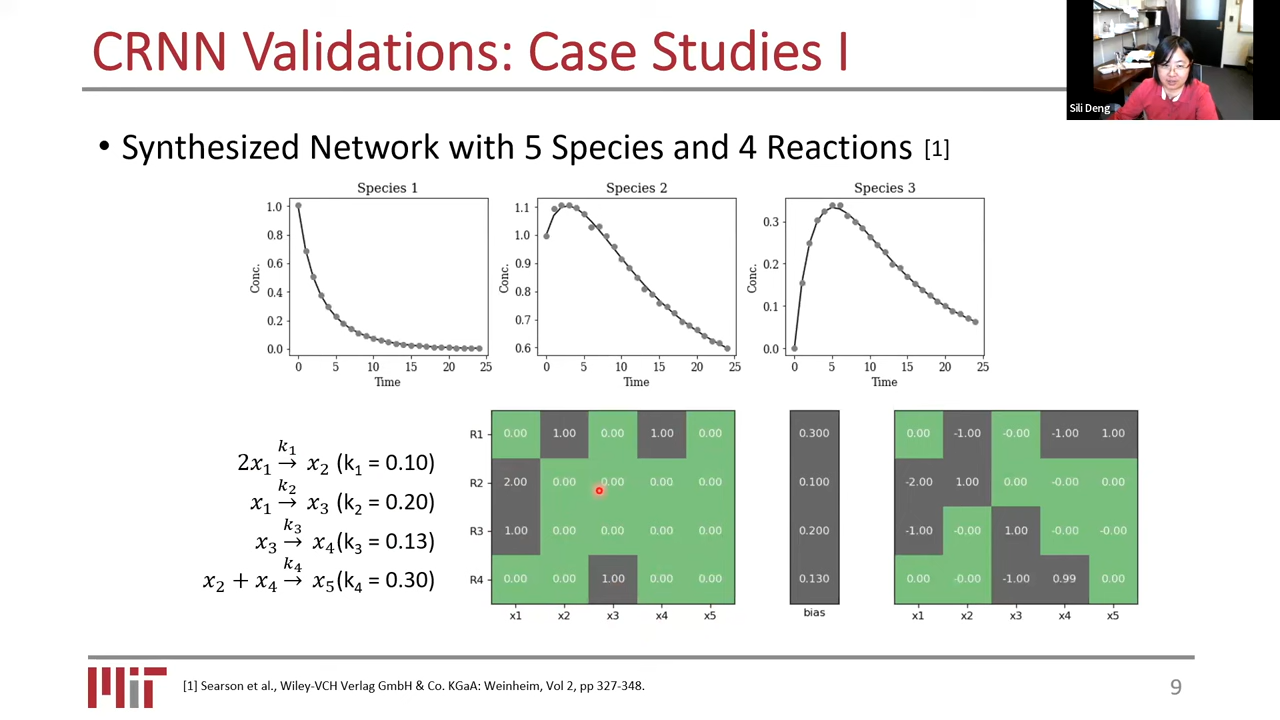 CRNN Validations: Case Studies I
Sili Deng
• Synthesized Network with 5 Species and 4 Reactions [1]
Species 1
Species 2
Species 3
1.0
0.8
0.6
0.4
0.2
0.0
Conc.
0 5 10 15 20 25
Time
1.1
1.0
0.9
0.8
0.7
0.6
Conc.
0 5 10 15 20 25
Time
0.3
0.2
0.1
0.0
Conc.
0 5 10 15 20 25
Time
2x₁ →k₁ x₂ (k₁ = 0.10)
x₁ →k₂ x₃ (k₂ = 0.20)
x₃ →k₃ x₄(k₃ = 0.13)
x₂ + x₄ →k₄ x₅(k₄ = 0.30)
R1 0.00 1.00 0.00 1.00 0.00
R2 2.00 0.00 0.00 0.00 0.00
R3 1.00 0.00 0.00 0.00 0.00
R4 0.00 0.00 1.00 0.00 0.00
x1 x2 x3 x4 x5
0.300
0.100
0.200
0.130
bias
0.00 -1.00 -0.00 -1.00 1.00
-2.00 1.00 0.00 -0.00 0.00
-1.00 -0.00 1.00 -0.00 -0.00
0.00 -0.00 -1.00 0.99 0.00
x1 x2 x3 x4 x5
MiT
[1] Searson et al., Wiley-VCH Verlag GmbH & Co. KGaA: Weinheim, Vol 2, pp 327-348.
9